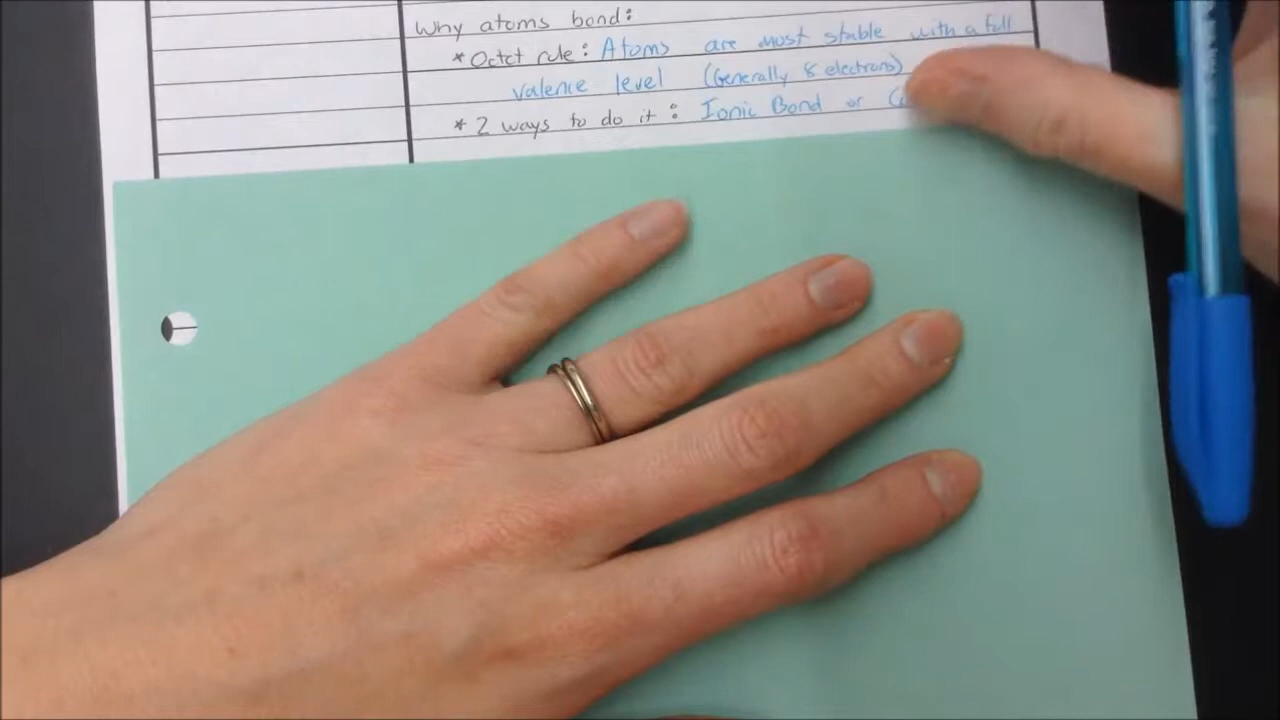 Why atoms bond:
* Octet rule: Atoms are most stable with a full
valence level (Generally 8 electrons)
* 2 ways to do it: Ionic Bond or